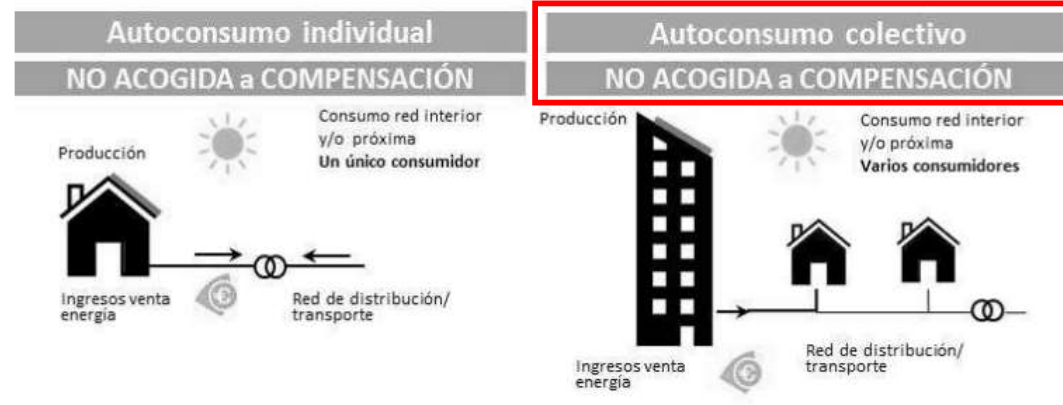 Autoconsumo individual
NO ACOGIDA a COMPENSACIÓN
Consumo red interior
y/o próxima
Un único consumidor
Producción
Ingresos venta
energía
Red de distribución/
transporte
Autoconsumo colectivo
NO ACOGIDA a COMPENSACIÓN
Producción
Consumo red interior
y/o próxima
Varios consumidores
Red de distribución/
transporte
Ingresos venta
energía